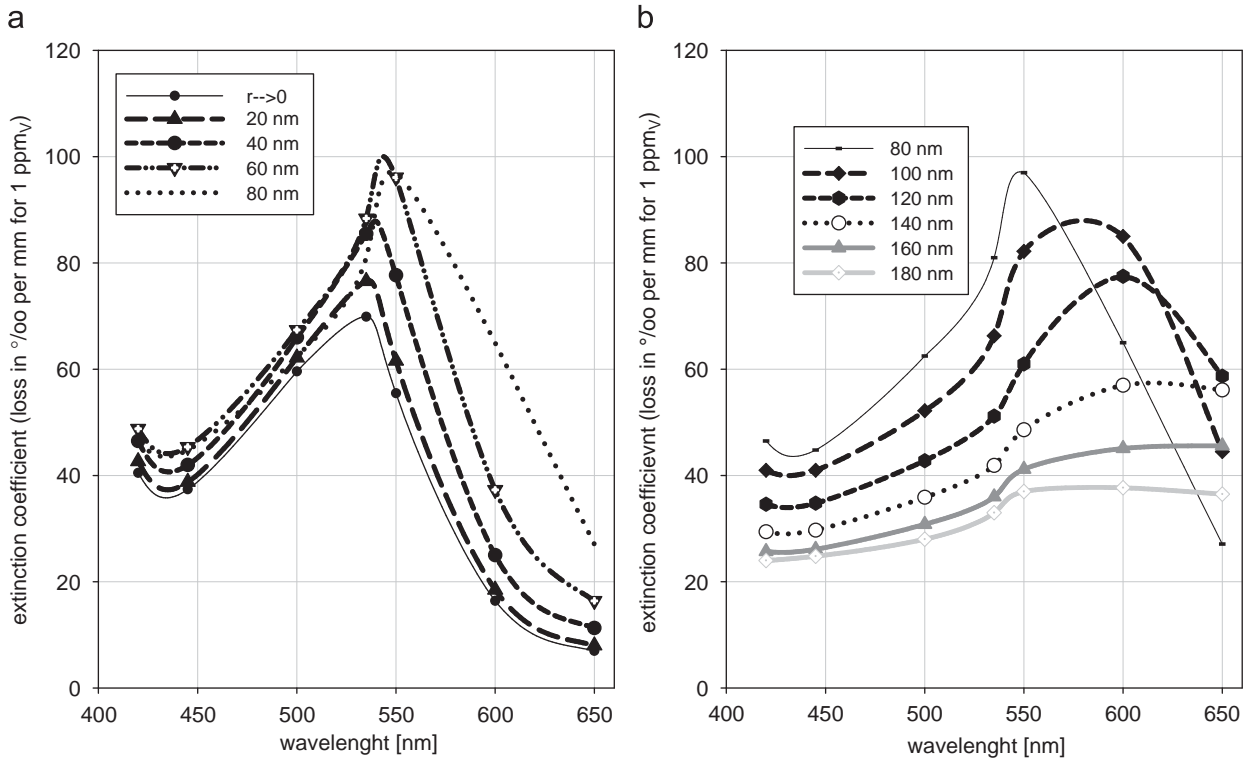 a
extinction coefficient (loss in °/oo per mm for 1 ppmV)
120
100
80
60
40
20
0
r-->0
20 nm
40 nm
60 nm
80 nm
400
450
500
550
600
650
wavelenght [nm]
b
extinction coefficievnt (loss in °/oo per mm for 1 ppmV)
120
100
80
60
40
20
0
80 nm
100 nm
120 nm
140 nm
160 nm
180 nm
400
450
500
550
600
650
wavelenght [nm]